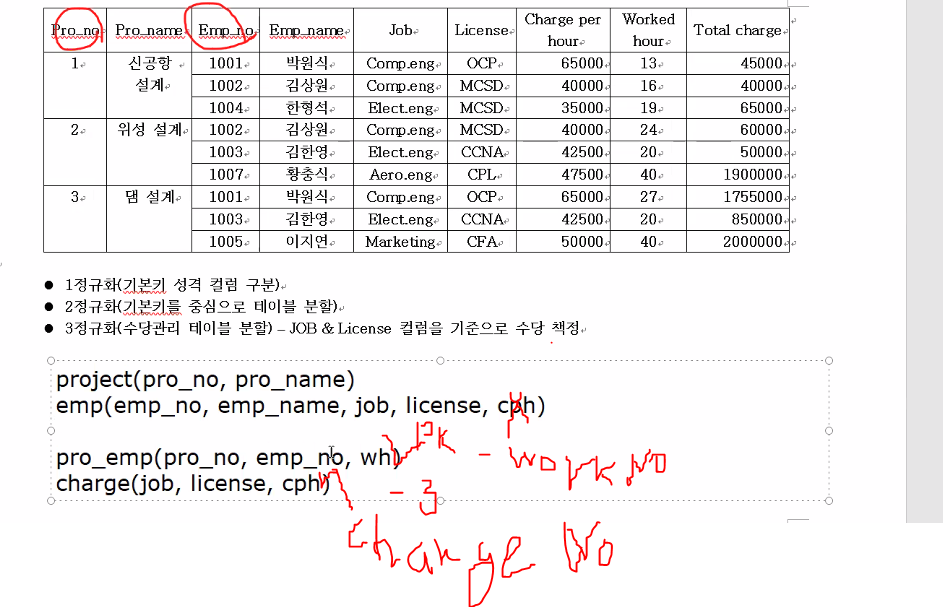 Pro_no Pro_name Emp_no Emp_name Job License Charge per hour Worked hour Total charge
1 신공항 설계 1001 박원식 Comp.eng OCP 65000 13 45000
1002 김상원 Comp.eng MCSD 40000 16 40000
1004 한형석 Elect.eng MCSD 35000 19 65000
2 위성 설계 1002 김상원 Comp.eng MCSD 40000 24 60000
1003 김한영 Elect.eng CCNA 42500 20 50000
1007 황충식 Aero.eng CPL 47500 40 1900000
3 댐 설계 1001 박원식 Comp.eng OCP 65000 27 1755000
1003 김한영 Elect.eng CCNA 42500 20 850000
1005 이지연 Marketing CFA 50000 40 2000000
● 1정규화(기본키 성격 컬럼 구분)
● 2정규화(기본키를 중심으로 테이블 분할)
● 3정규화(수당관리 테이블 분할) – JOB & License 컬럼을 기준으로 수당 책정
project(pro_no, pro_name)
emp(emp_no, emp_name, job, license, cph)
pro_emp(pro_no, emp_no, wh) PK - WORK NO
charge(job, license, cph) - 3
charge No